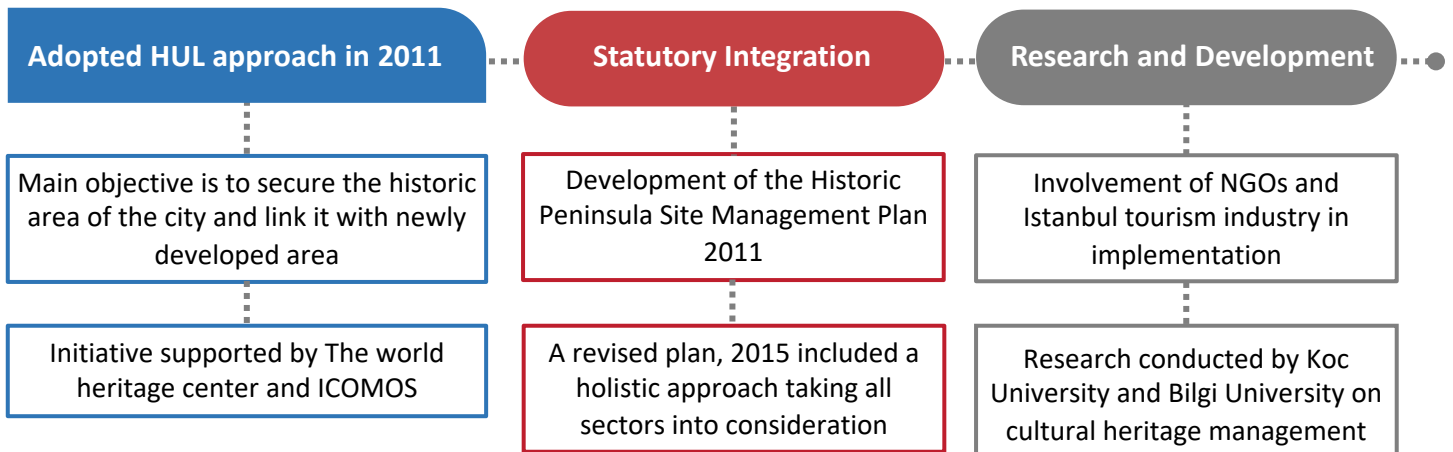 Adopted HUL approach in 2011
Statutory Integration
Research and Development
Main objective is to secure the historic
area of the city and link it with newly
developed area
Development of the Historic
Peninsula Site Management Plan
2011
Involvement of NGOs and
Istanbul tourism industry in
implementation
Initiative supported by The world
heritage center and ICOMOS
A revised plan, 2015 included a
holistic approach taking all
sectors into consideration
Research conducted by Koc
University and Bilgi University on
cultural heritage management